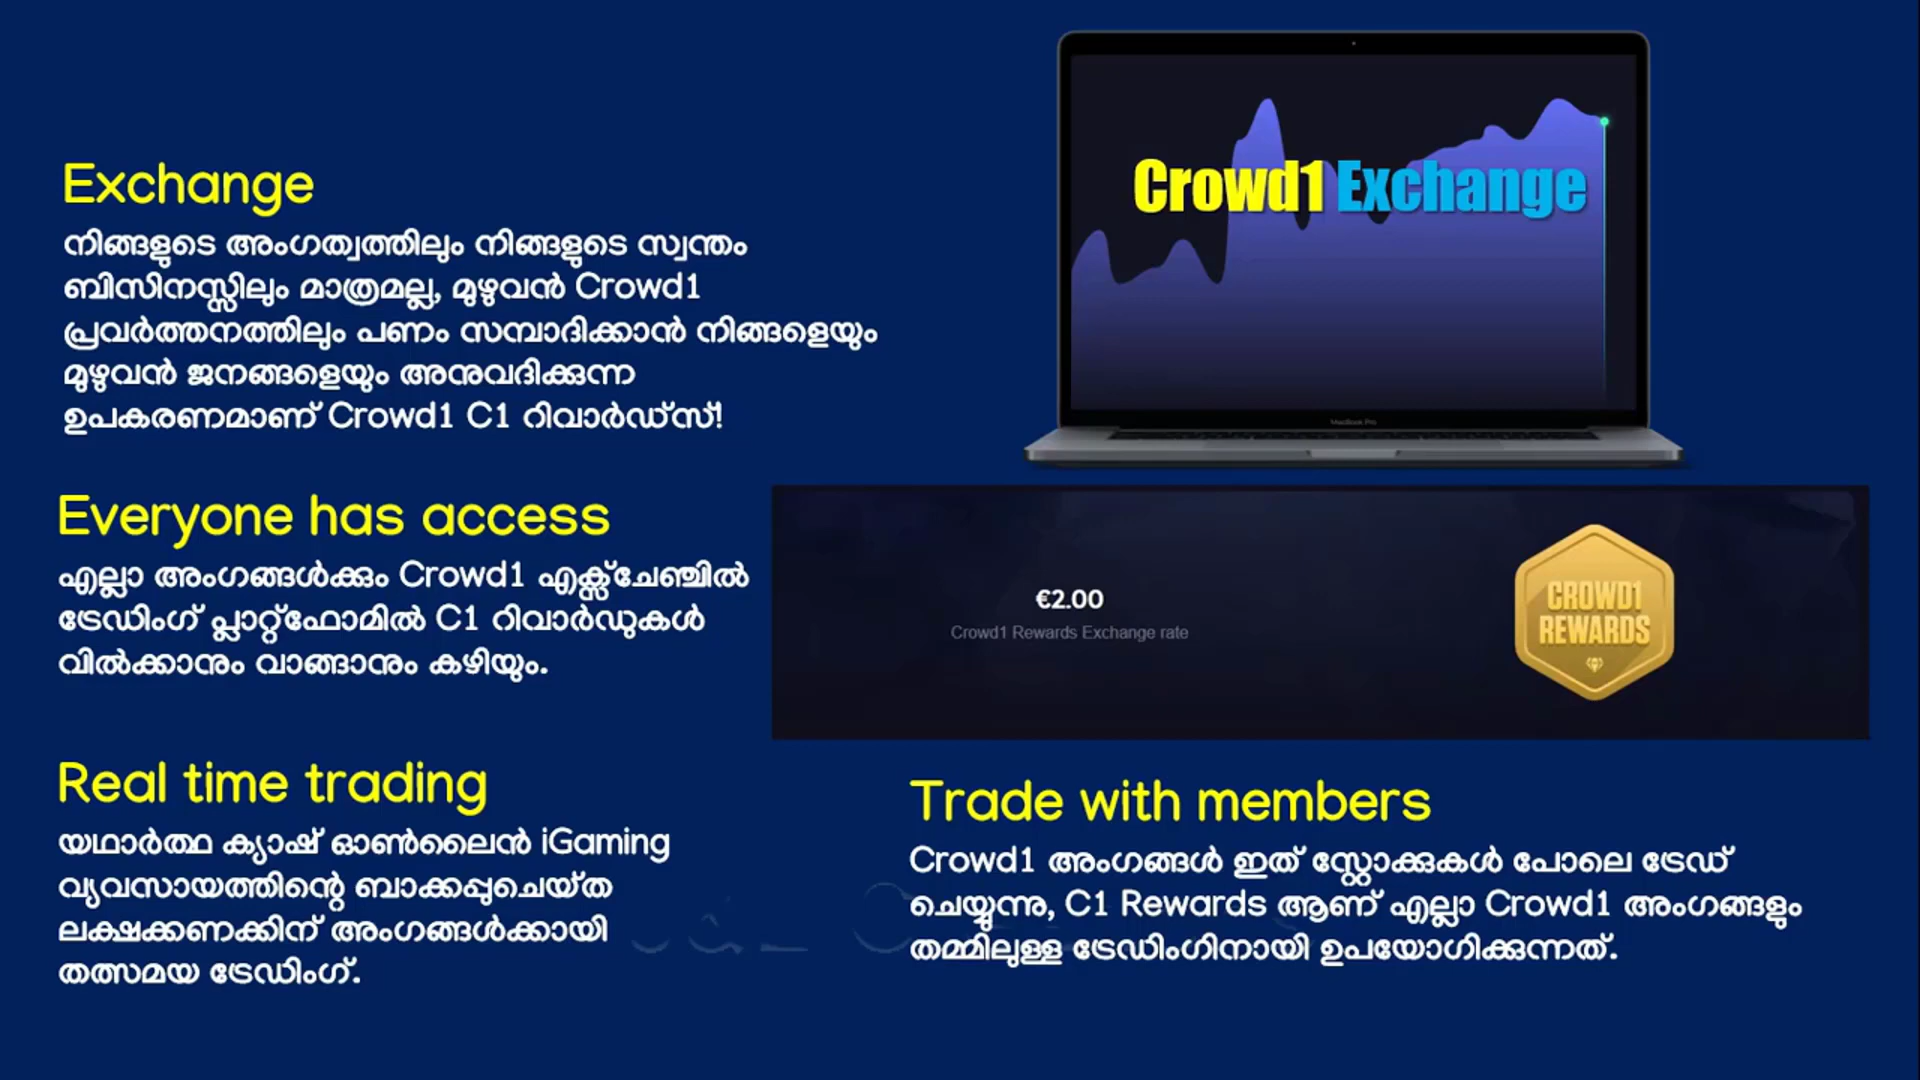 Exchange
നിങ്ങളുടെ അംഗത്വത്തിലും നിങ്ങളുടെ സ്വന്തം
ബിസിനസ്സിലും മാത്രമല്ല, മുഴുവൻ Crowd1
പ്രവർത്തനത്തിലും പണം സമ്പാദിക്കാൻ നിങ്ങളെയും
മുഴുവൻ ജനങ്ങളെയും അനുവദിക്കുന്ന
ഉപകരണമാണ് Crowd1 C1 റിവാർഡ്സ്!
Crowd1 Exchange
MacBook Pro
Everyone has access
എല്ലാ അംഗങ്ങൾക്കും Crowd1 എക്സ്ചേഞ്ചിൽ
ട്രേഡിംഗ് പ്ലാറ്റ്ഫോമിൽ C1 റിവാർഡുകൾ
വിൽക്കാനും വാങ്ങാനും കഴിയും.
€2.00
Crowd1 Rewards Exchange rate
CROWD1
REWARDS
Real time trading
യഥാർത്ഥ ക്യാഷ് ഓൺലൈൻ iGaming
വ്യവസായത്തിന്റെ ബാക്കപ്പുചെയ്ത
ലക്ഷക്കണക്കിന് അംഗങ്ങൾക്കായി
തത്സമയ ട്രേഡിംഗ്.
Trade with members
Crowd1 അംഗങ്ങൾ ഇത് സ്റ്റോക്കുകൾ പോലെ ട്രേഡ്
ചെയ്യുന്നു, C1 Rewards ആണ് എല്ലാ Crowd1 അംഗങ്ങളും
തമ്മിലുള്ള ട്രേഡിംഗിനായി ഉപയോഗിക്കുന്നത്.